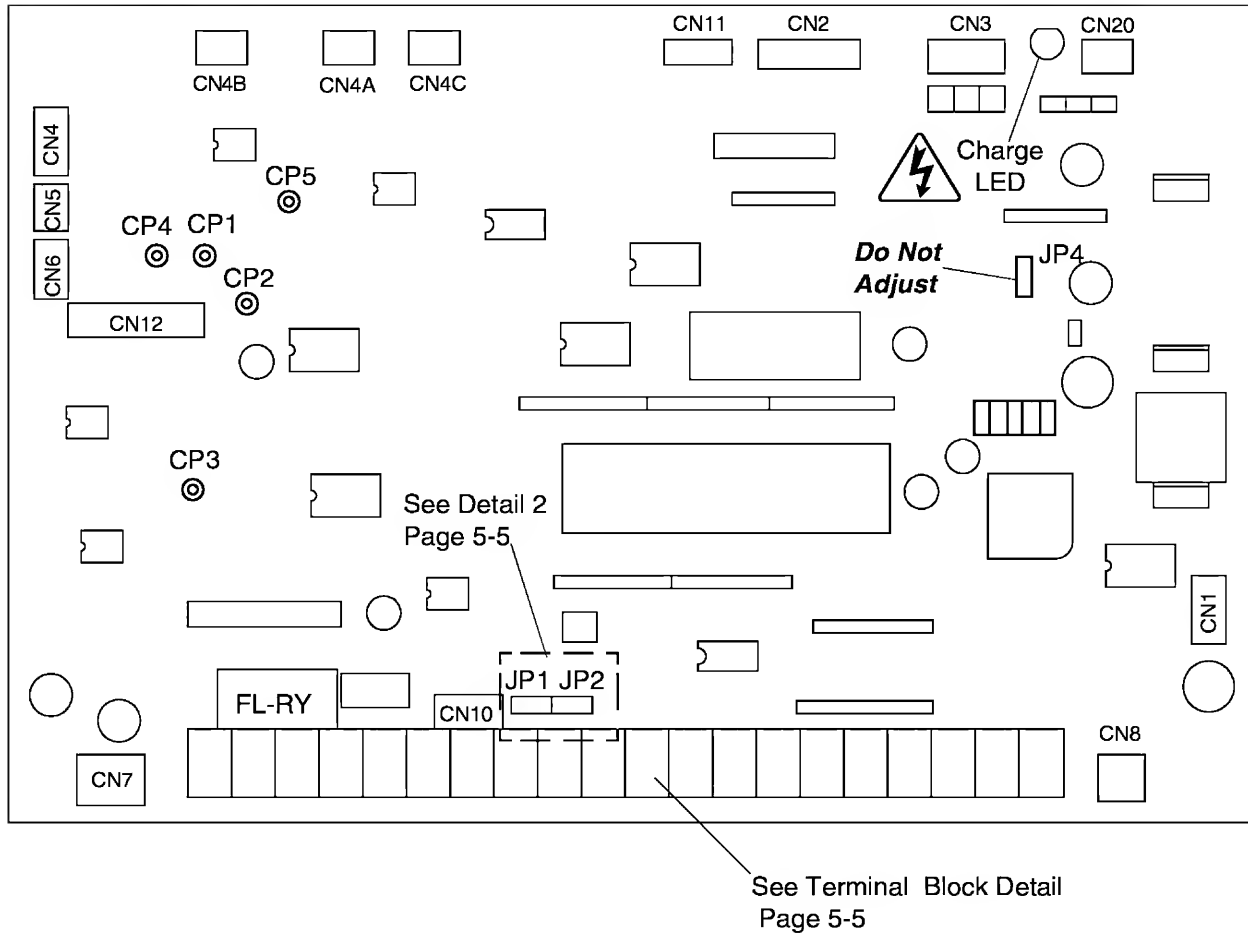 CN11 CN2 CN3 CN20
CN4B CN4A CN4C
CN4
CN5
CN6
CP5
CP4 CP1
CP2
CN12
Charge
LED
Do Not
Adjust
JP4
CP3
See Detail 2
Page 5-5
CN1
JP1 JP2
FL-RY
CN10
CN7
CN8
See Terminal Block Detail
Page 5-5